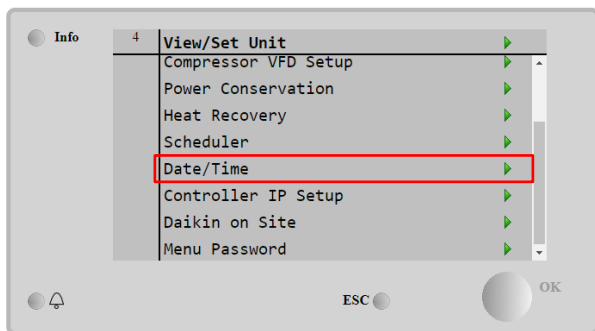 Info
4
View/Set Unit
Compressor VFD Setup
Power Conservation
Heat Recovery
Scheduler
Date/Time
Controller IP Setup
Daikin on Site
Menu Password
ESC
OK